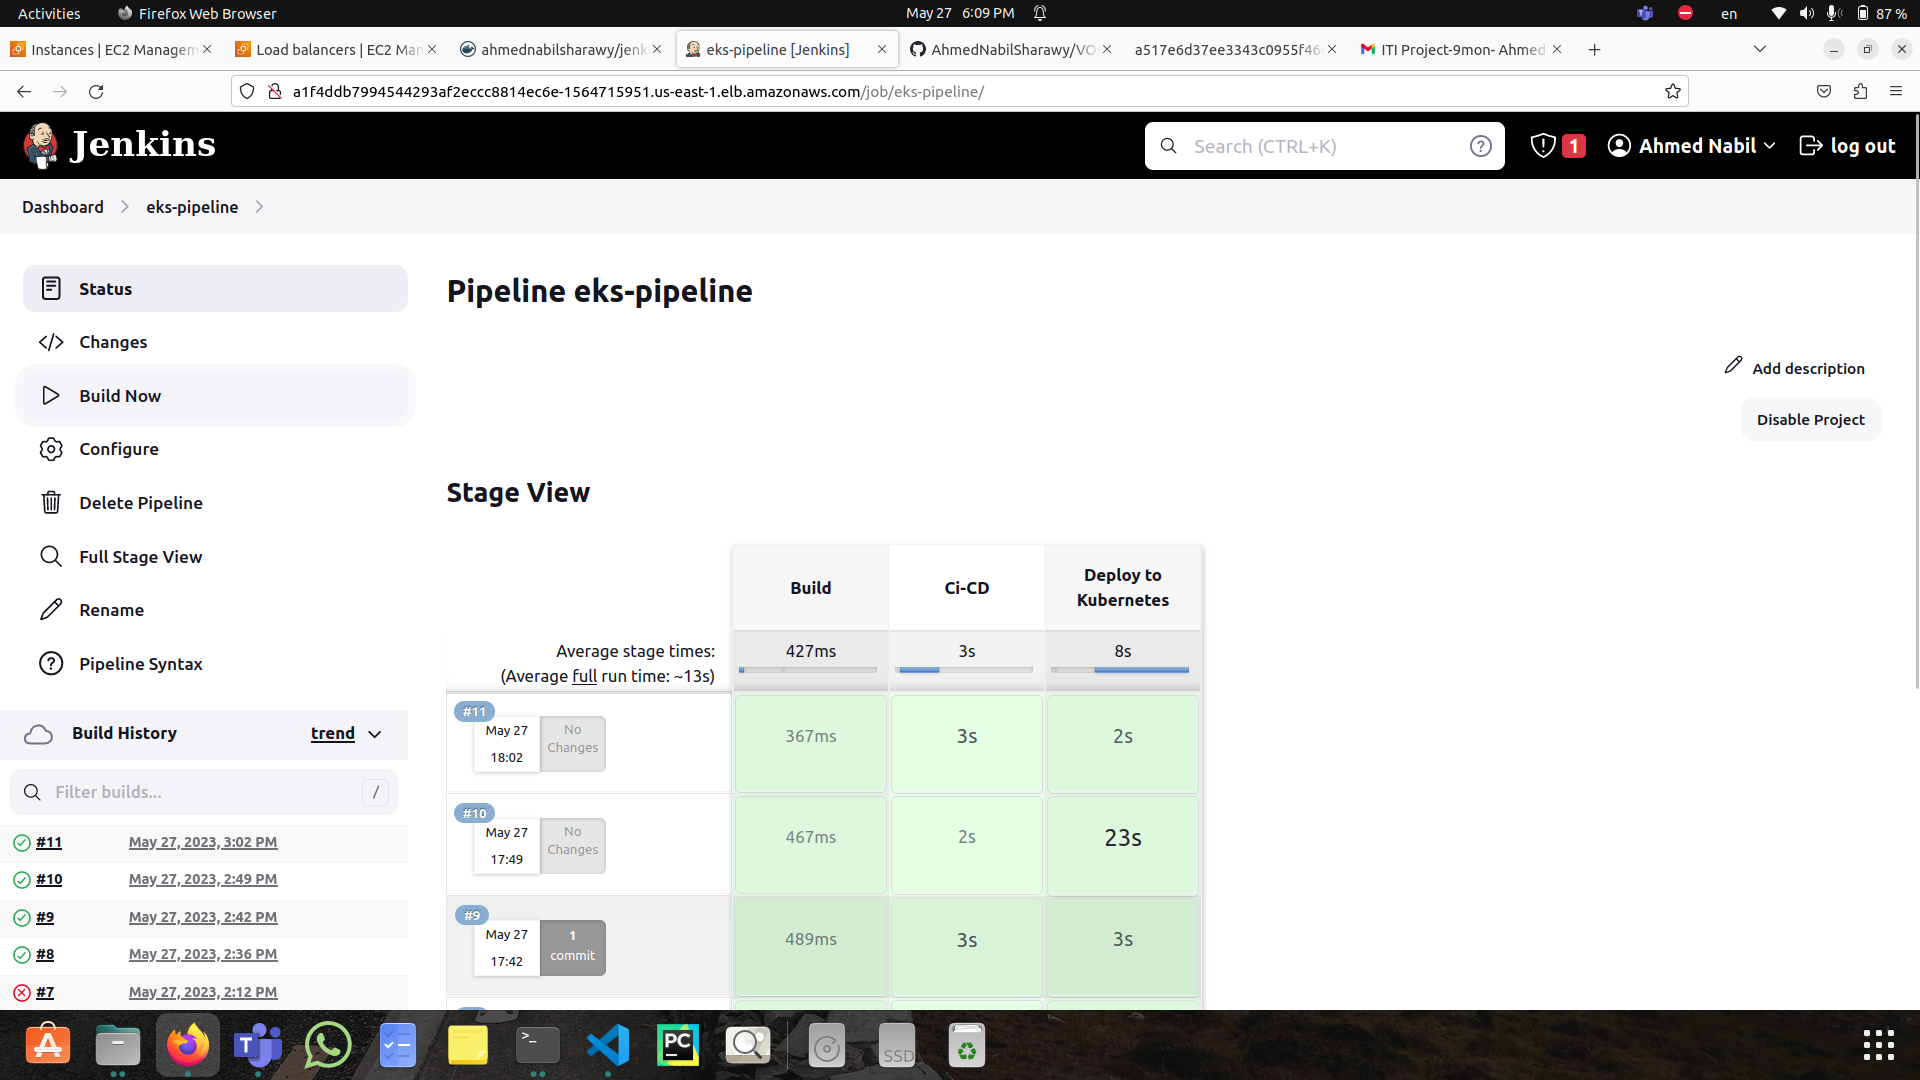 Activities
Firefox Web Browser
May 27 6:09 PM
en
87 %
Instances | EC2 Managem
Load balancers | EC2 Man
ahmednabilsharawy/jenk
eks-pipeline [Jenkins]
AhmedNabilSharawy/VO
a517e6d37ee3343c0955f46
ITI Project-9mon- Ahmed
a1f4ddb7994544293af2eccc8814ec6e-1564715951.us-east-1.elb.amazonaws.com/job/eks-pipeline/
Jenkins
Search (CTRL+K)
?
1
Ahmed Nabil
log out
Dashboard
eks-pipeline
Status
Changes
Build Now
Configure
Delete Pipeline
Full Stage View
Rename
Pipeline Syntax
Build History
trend
Filter builds...
/
#11 May 27, 2023, 3:02 PM
#10 May 27, 2023, 2:49 PM
#9 May 27, 2023, 2:42 PM
#8 May 27, 2023, 2:36 PM
#7 May 27, 2023, 2:12 PM
Pipeline eks-pipeline
Add description
Disable Project
Stage View
Build
Ci-CD
Deploy to
Kubernetes
Average stage times:
(Average full run time: ~13s)
427ms
3s
8s
#11
May 27
18:02
No
Changes
367ms
3s
2s
#10
May 27
17:49
No
Changes
467ms
2s
23s
#9
May 27
17:42
1
commit
489ms
3s
3s
T
>_
PC
SSD